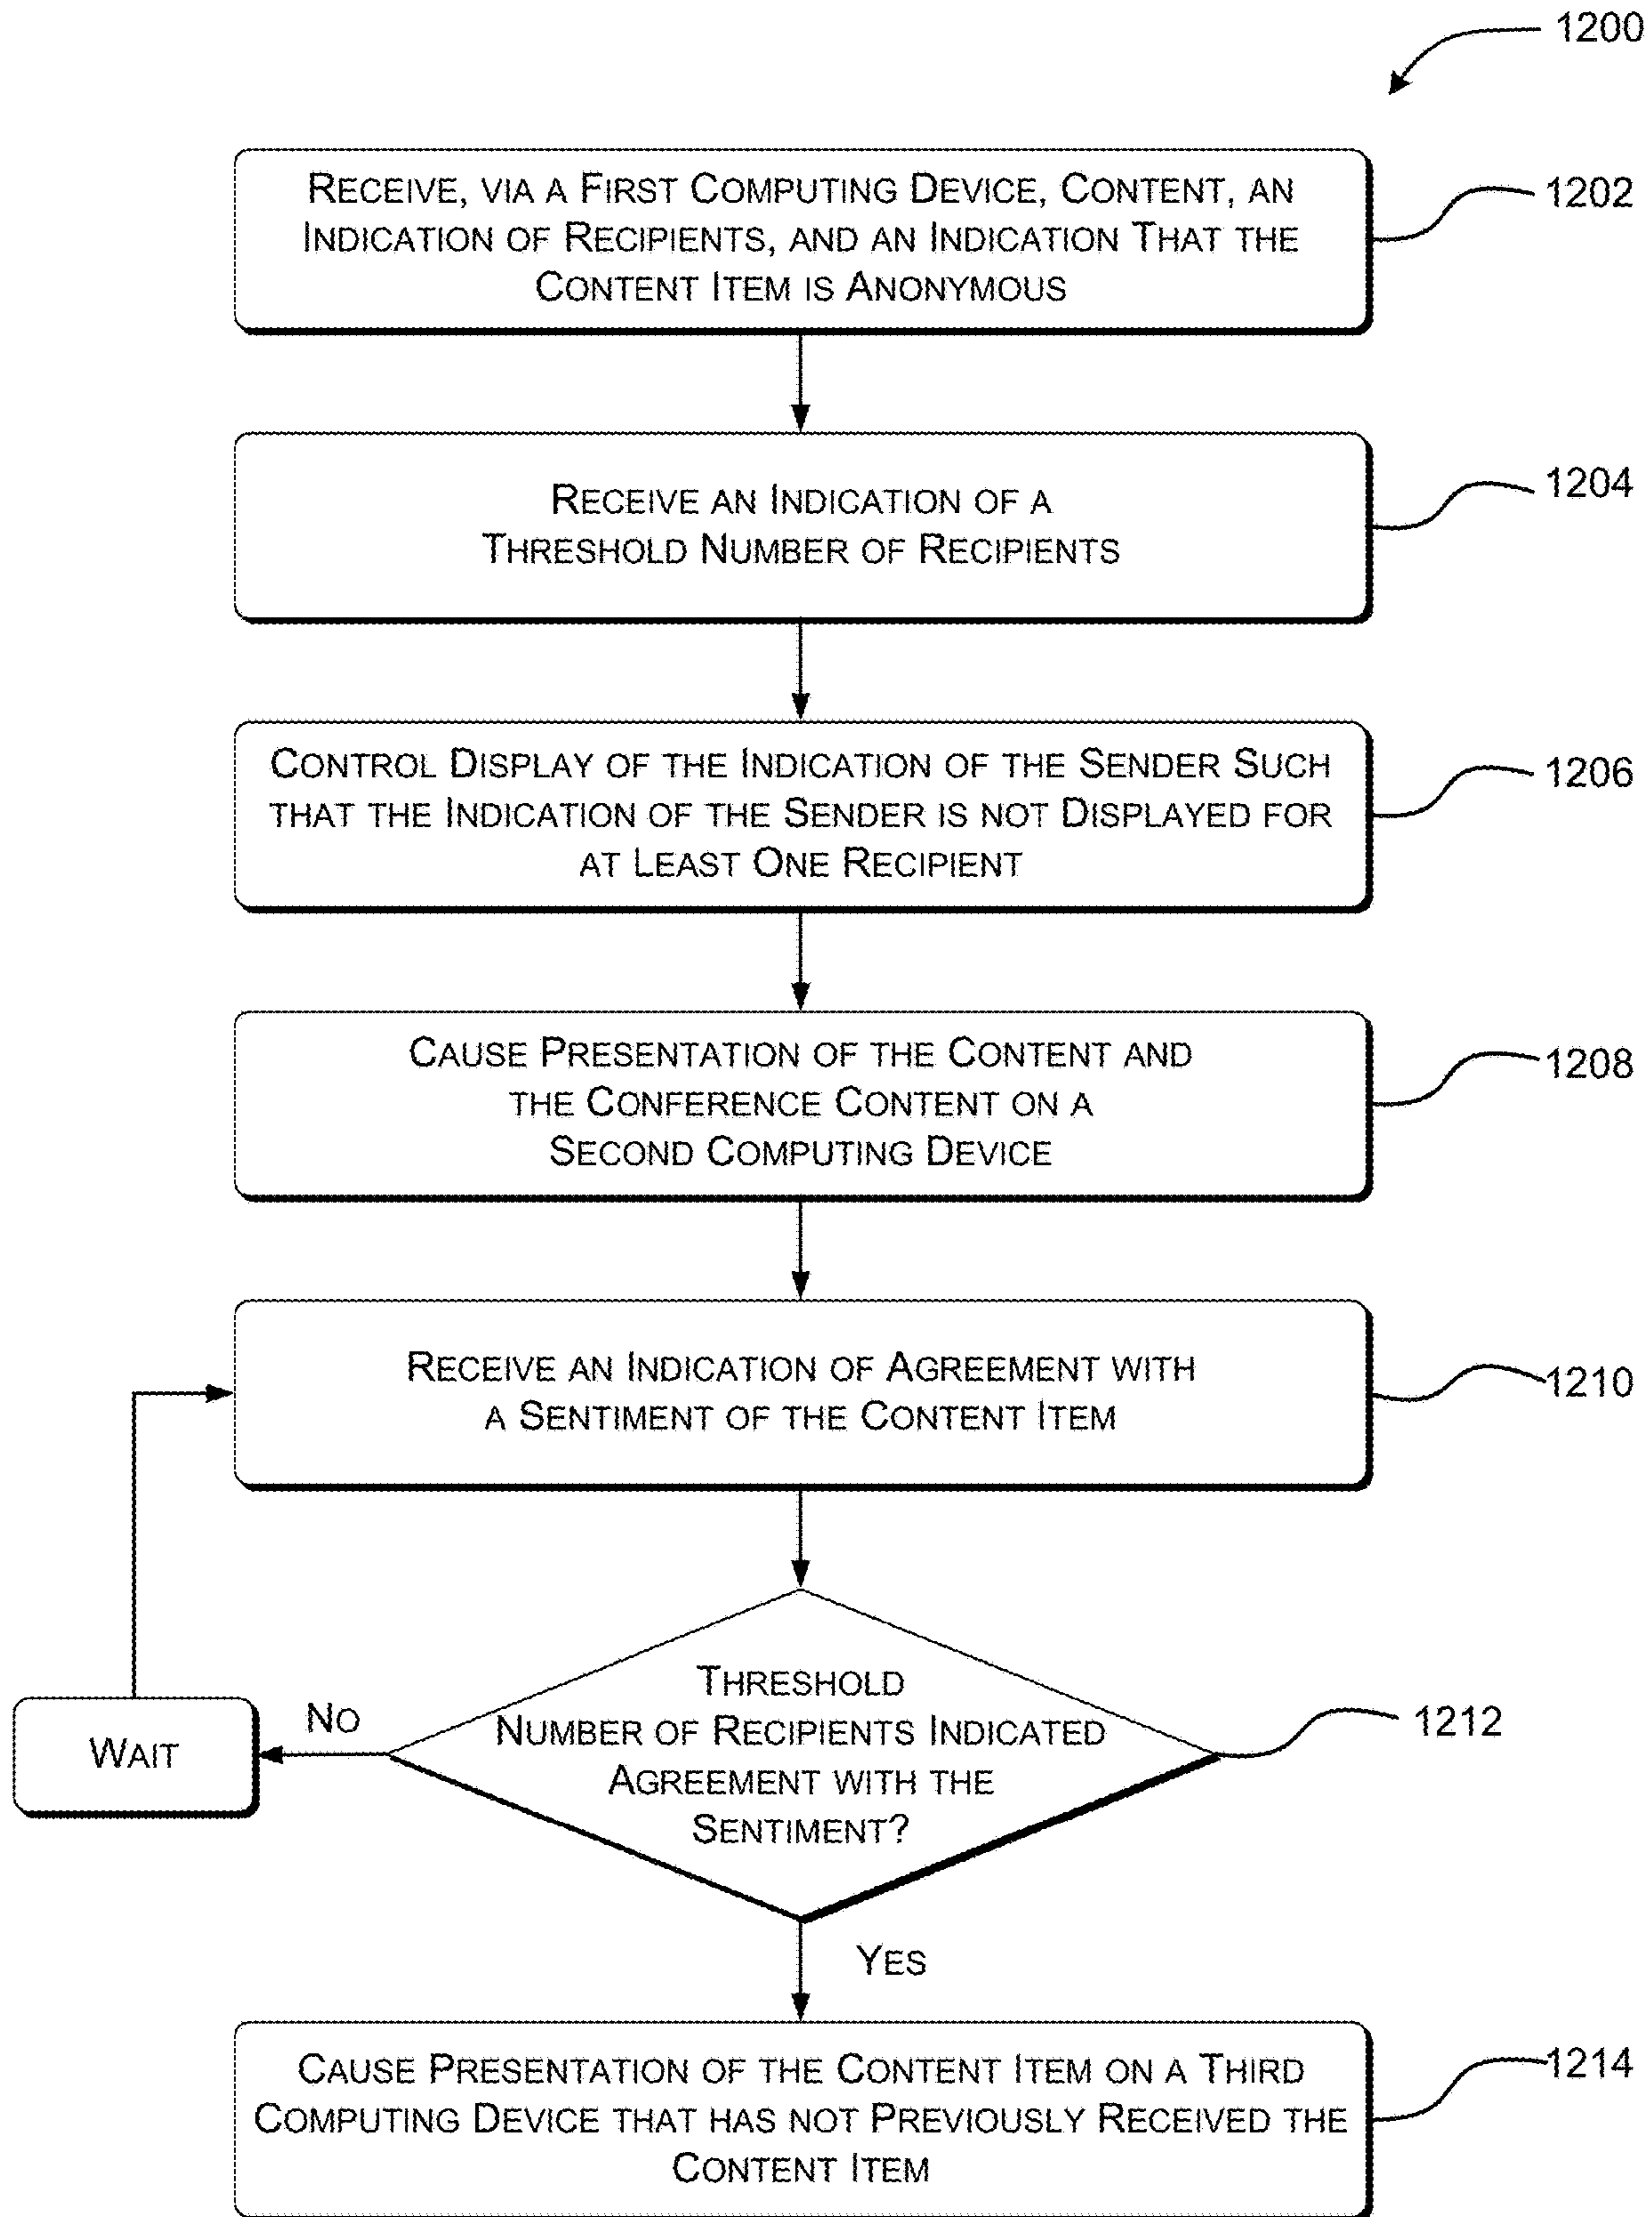 1200
RECEIVE, VIA A FIRST COMPUTING DEVICE, CONTENT, AN
INDICATION OF RECIPIENTS, AND AN INDICATION THAT THE
CONTENT ITEM IS ANONYMOUS
1202
RECEIVE AN INDICATION OF A
THRESHOLD NUMBER OF RECIPIENTS
1204
CONTROL DISPLAY OF THE INDICATION OF THE SENDER SUCH
THAT THE INDICATION OF THE SENDER IS NOT DISPLAYED FOR
AT LEAST ONE RECIPIENT
1206
CAUSE PRESENTATION OF THE CONTENT AND
THE CONFERENCE CONTENT ON A
SECOND COMPUTING DEVICE
1208
RECEIVE AN INDICATION OF AGREEMENT WITH
A SENTIMENT OF THE CONTENT ITEM
1210
THRESHOLD
NUMBER OF RECIPIENTS INDICATED
AGREEMENT WITH THE
SENTIMENT?
1212
NO
WAIT
YES
CAUSE PRESENTATION OF THE CONTENT ITEM ON A THIRD
COMPUTING DEVICE THAT HAS NOT PREVIOUSLY RECEIVED THE
CONTENT ITEM
1214